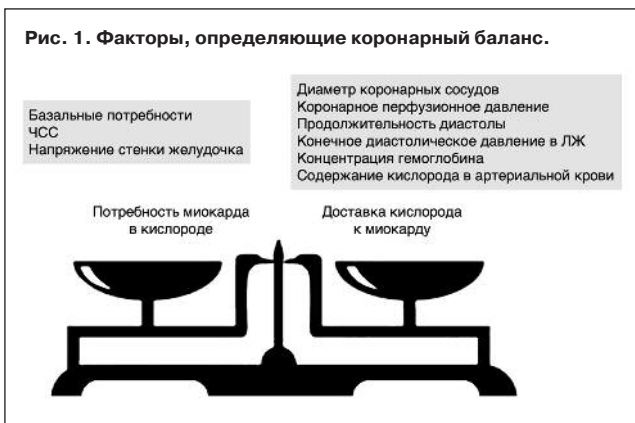 Рис. 1. Факторы, определяющие коронарный баланс.
Базальные потребности
ЧСС
Напряжение стенки желудочка
Диаметр коронарных сосудов
Коронарное перфузионное давление
Продолжительность диастолы
Конечное диастолическое давление в ЛЖ
Концентрация гемоглобина
Содержание кислорода в артериальной крови
Потребность миокарда
в кислороде
Доставка кислорода
к миокарду